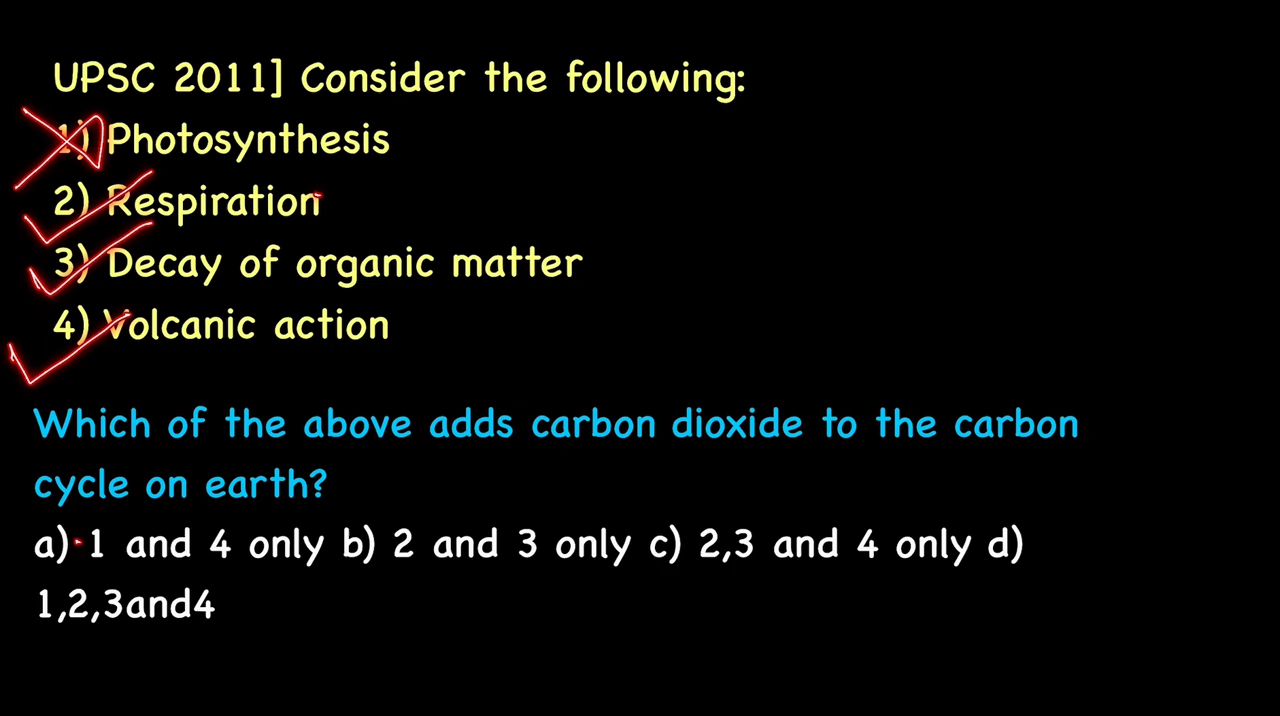 UPSC 2011] Consider the following:
1) Photosynthesis
2) Respiration
3) Decay of organic matter
4) Volcanic action
Which of the above adds carbon dioxide to the carbon
cycle on earth?
a) 1 and 4 only b) 2 and 3 only c) 2,3 and 4 only d)
1,2,3and4